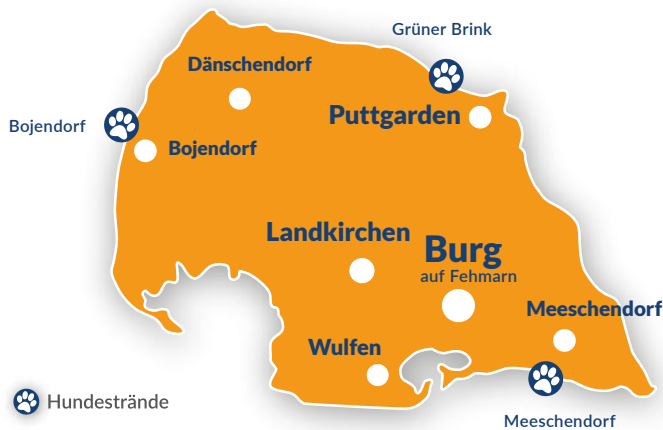 Grüner Brink
Dänschendorf
Puttgarden
Bojendorf
Bojendorf
Landkirchen
Burg
auf Fehmarn
Meeschendorf
Wulfen
Hundestrände
Meeschendorf